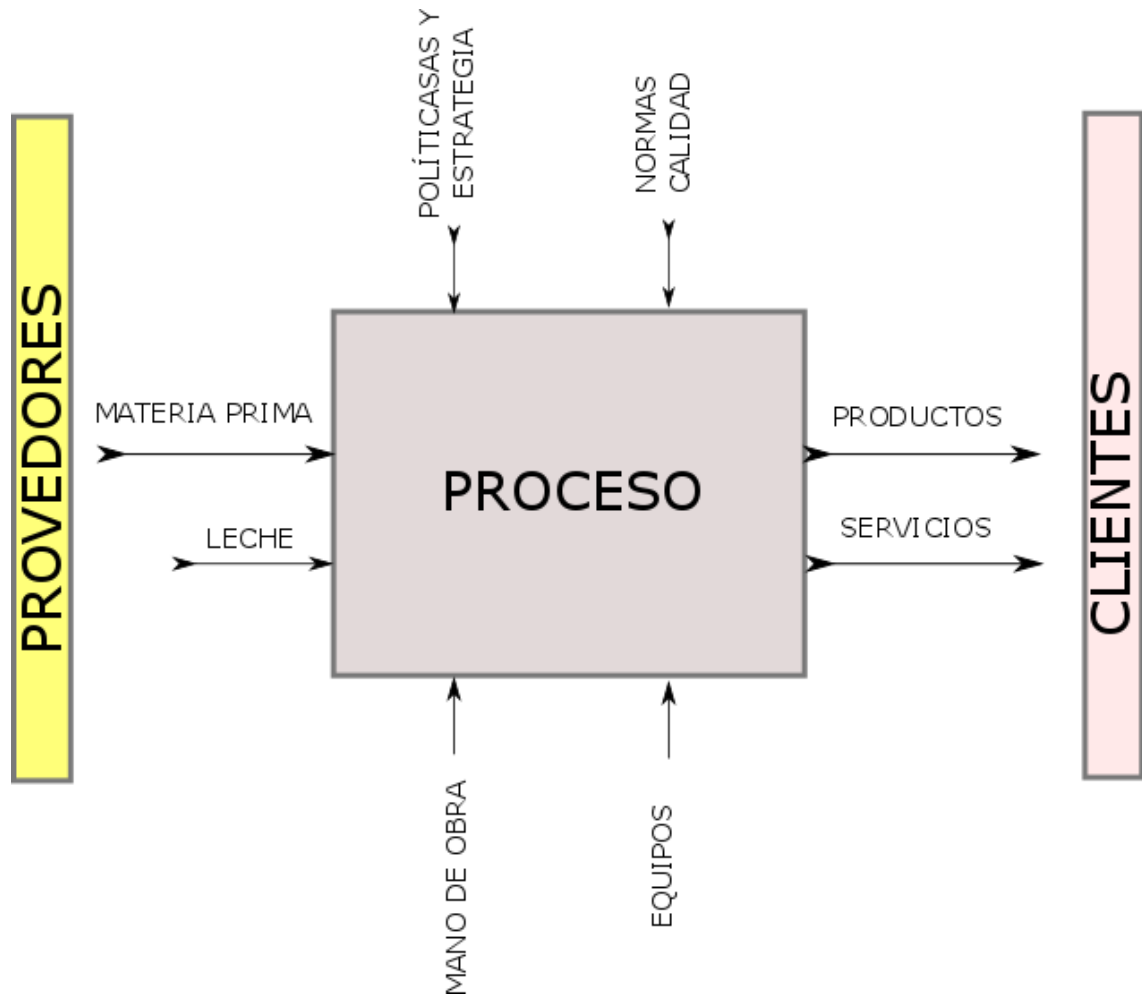 POLÍTICASAS Y
ESTRATEGIA
NORMAS
CALIDAD
PROVEDORES
MATERIA PRIMA
LECHE
PROCESO
PRODUCTOS
SERVICIOS
CLIENTES
MANO DE OBRA
EQUIPOS